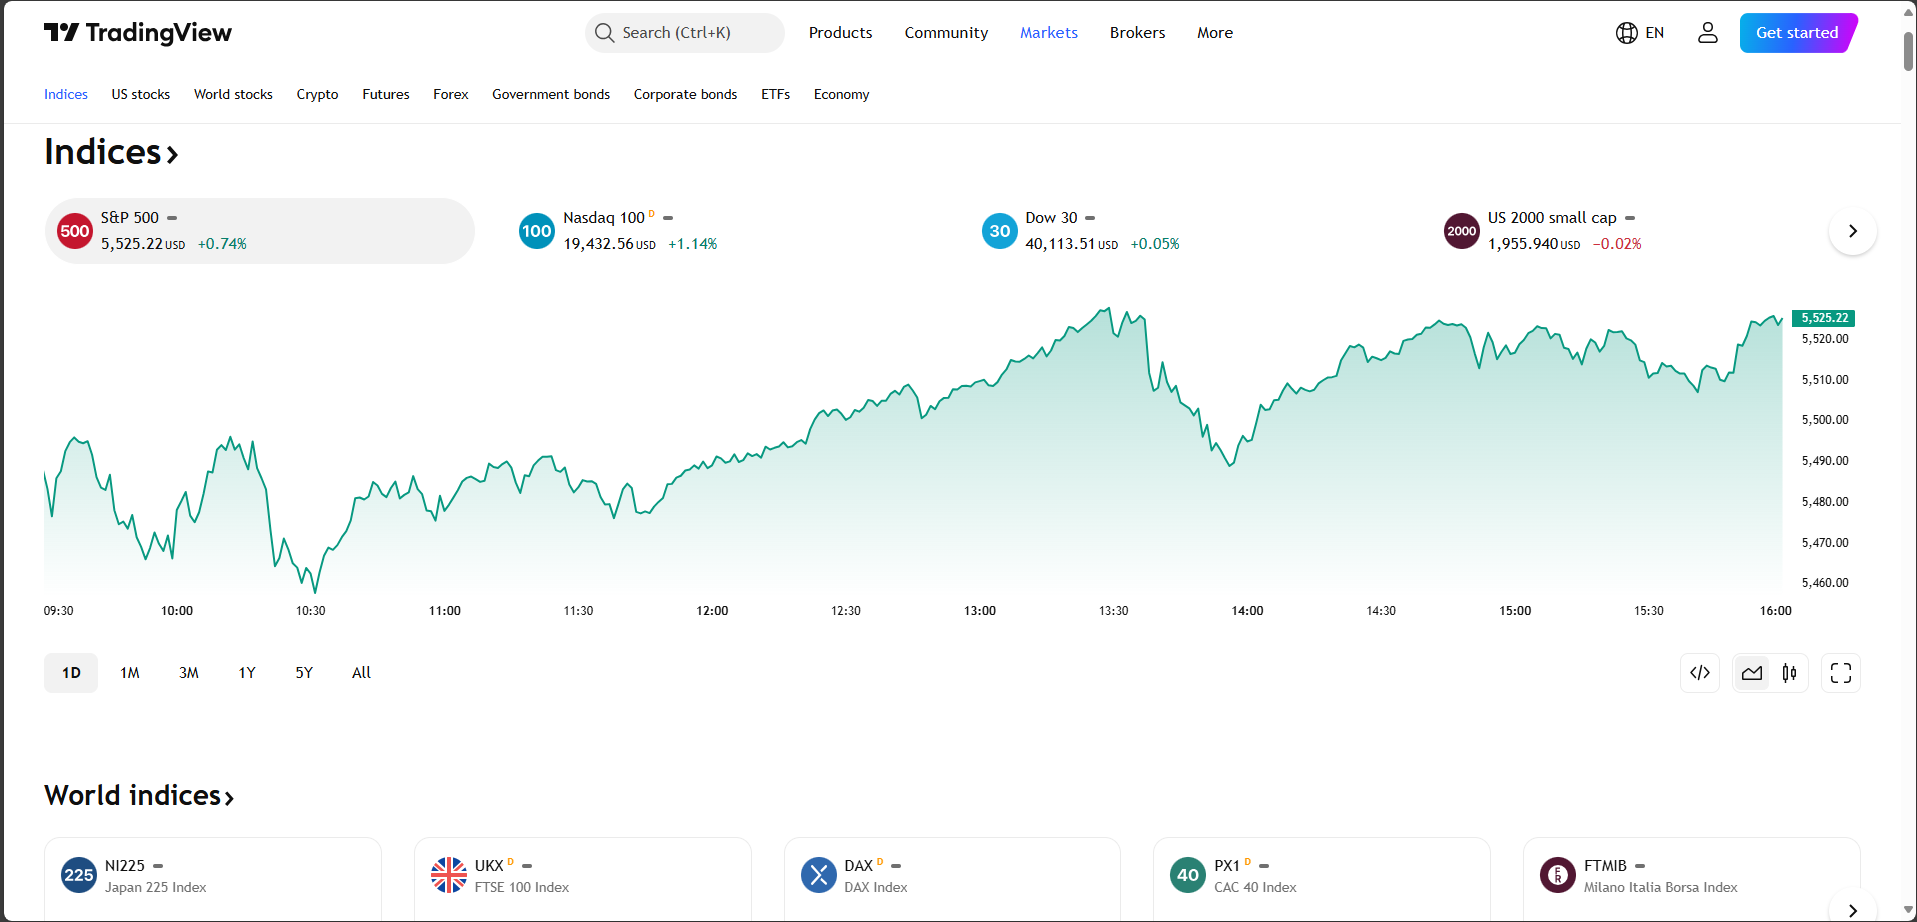 TradingView
Search (Ctrl+K)
Products
Community
Markets
Brokers
More
EN
Get started
Indices
US stocks
World stocks
Crypto
Futures
Forex
Government bonds
Corporate bonds
ETFs
Economy
Indices
500
S&P 500
5,525.22 USD +0.74%
100
Nasdaq 100 D
19,432.56 USD +1.14%
30
Dow 30
40,113.51 USD +0.05%
2000
US 2000 small cap
1,955.940 USD −0.02%
5,525.22
5,520.00
5,510.00
5,500.00
5,490.00
5,480.00
5,470.00
5,460.00
09:30
10:00
10:30
11:00
11:30
12:00
12:30
13:00
13:30
14:00
14:30
15:00
15:30
16:00
1D
1M
3M
1Y
5Y
All
World indices
225
NI225
Japan 225 Index
UKX D
FTSE 100 Index
DAX D
DAX Index
40
PX1 D
CAC 40 Index
FTMIB
Milano Italia Borsa Index